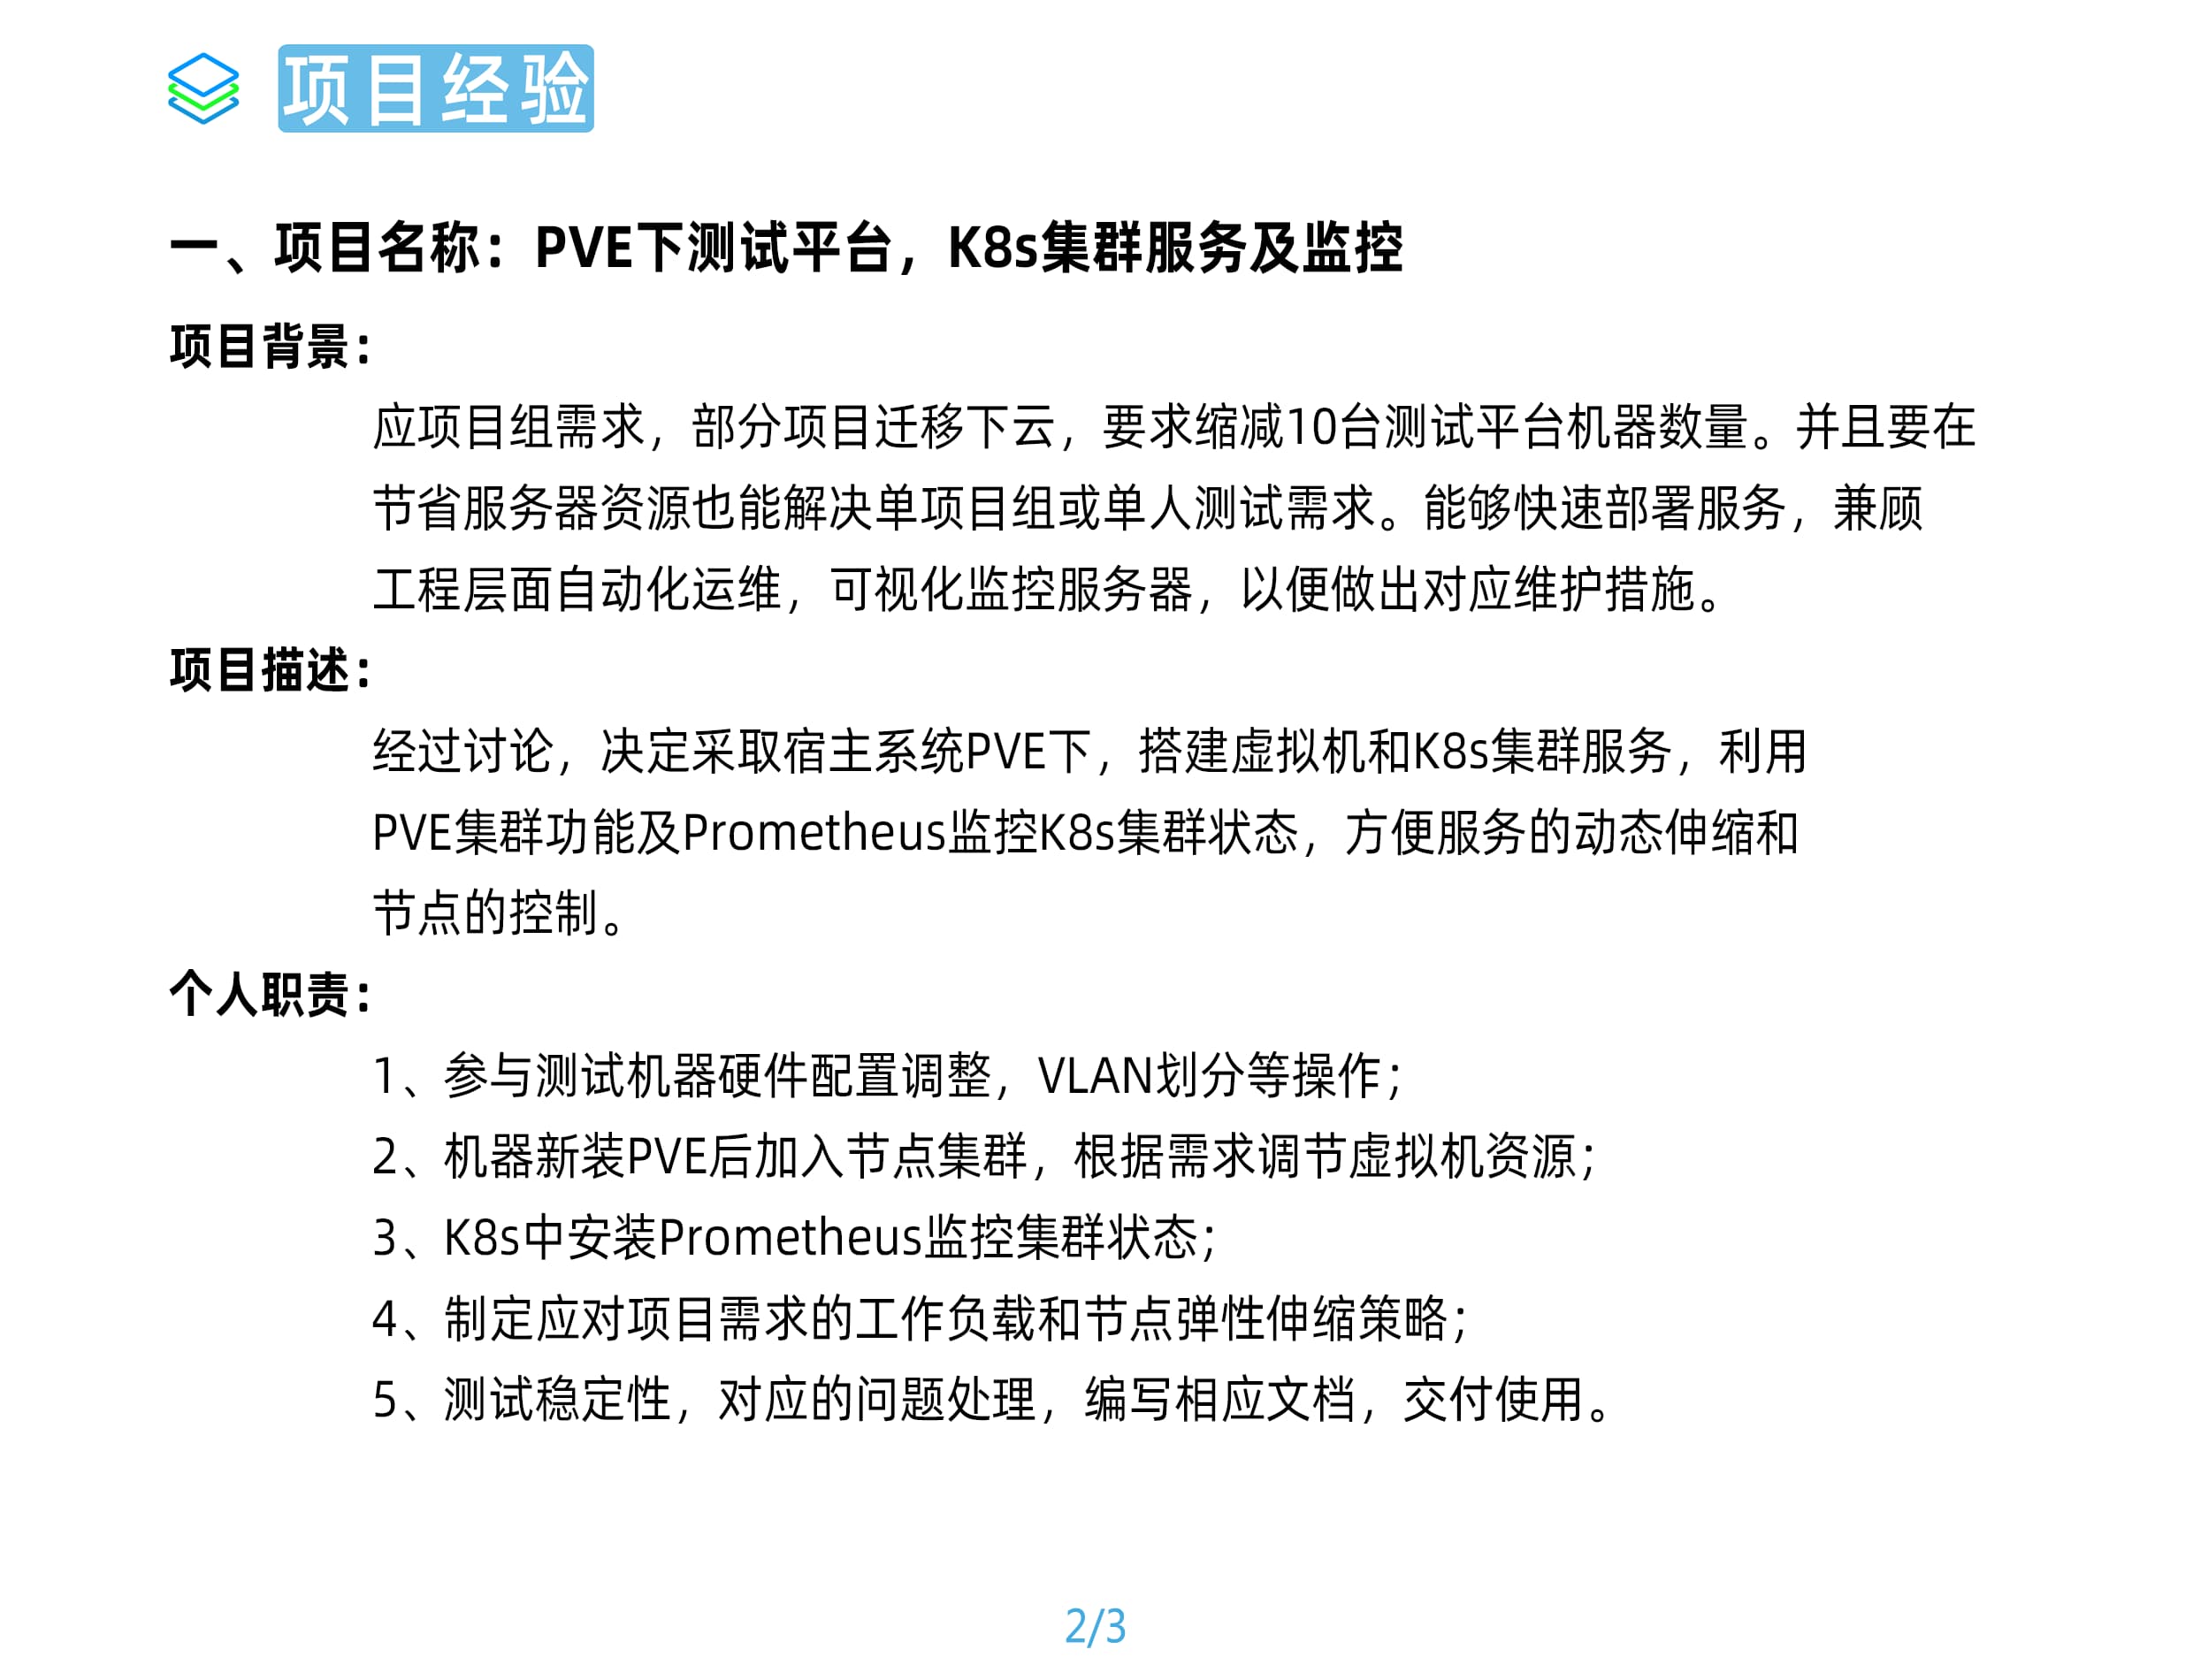 项目经验
一、项目名称：PVE下测试平台，K8s集群服务及监控
项目背景：
应项目组需求，部分项目迁移下云，要求缩减10台测试平台机器数量。并且要在
节省服务器资源也能解决单项目组或单人测试需求。能够快速部署服务，兼顾
工程层面自动化运维，可视化监控服务器，以便做出对应维护措施。
项目描述：
经过讨论，决定采取宿主系统PVE下，搭建虚拟机和K8s集群服务，利用
PVE集群功能及Prometheus监控K8s集群状态，方便服务的动态伸缩和
节点的控制。
个人职责：
1、参与测试机器硬件配置调整，VLAN划分等操作；
2、机器新装PVE后加入节点集群，根据需求调节虚拟机资源；
3、K8s中安装Prometheus监控集群状态；
4、制定应对项目需求的工作负载和节点弹性伸缩策略；
5、测试稳定性，对应的问题处理，编写相应文档，交付使用。
2/3